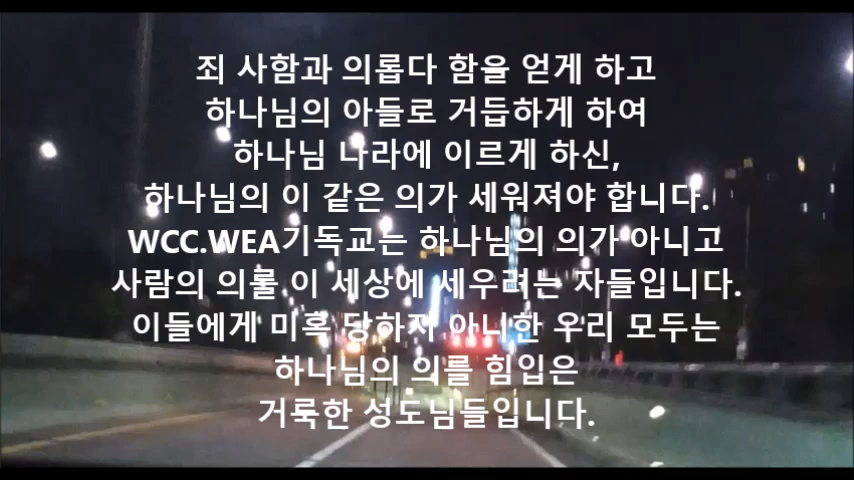 죄 사함과 의롭다 함을 얻게 하고
하나님의 아들로 거듭하게 하여
하나님 나라에 이르게 하신,
하나님의 이 같은 의가 세워져야 합니다.
WCC.WEA기독교는 하나님의 의가 아니고
사람의 의를 이 세상에 세우려는 자들입니다.
이들에게 미혹 당하지 아니한 우리 모두는
하나님의 의를 힘입은
거룩한 성도님들입니다.